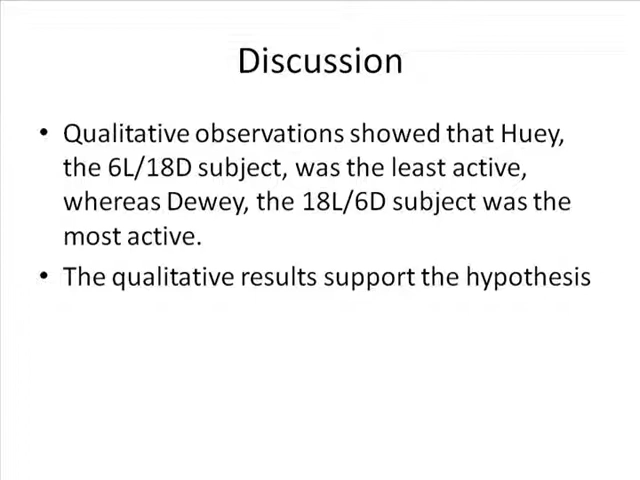 Discussion
• Qualitative observations showed that Huey,
the 6L/18D subject, was the least active,
whereas Dewey, the 18L/6D subject was the
most active.
• The qualitative results support the hypothesis